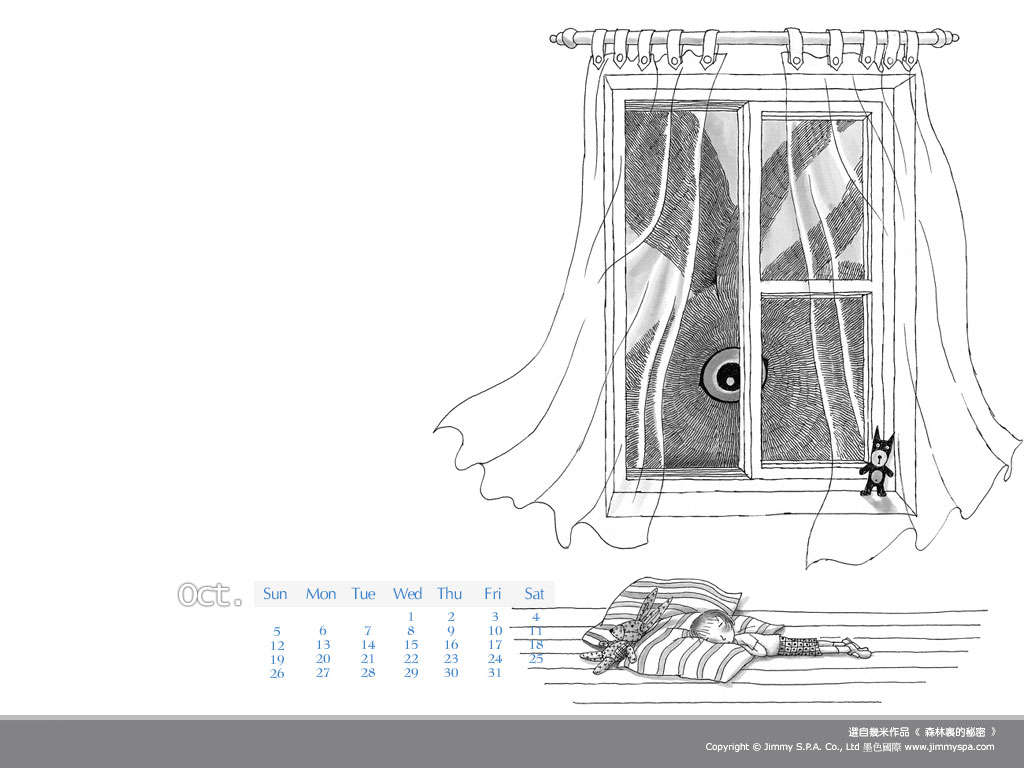 Oct.
Sun Mon Tue Wed Thu Fri Sat
1 2 3 4
5 6 7 8 9 10 11
12 13 14 15 16 17 18
19 20 21 22 23 24 25
26 27 28 29 30 31
選自幾米作品《 森林裏的秘密 》
Copyright © Jimmy S.P.A. Co., Ltd 墨色國際 www.jimmyspa.com